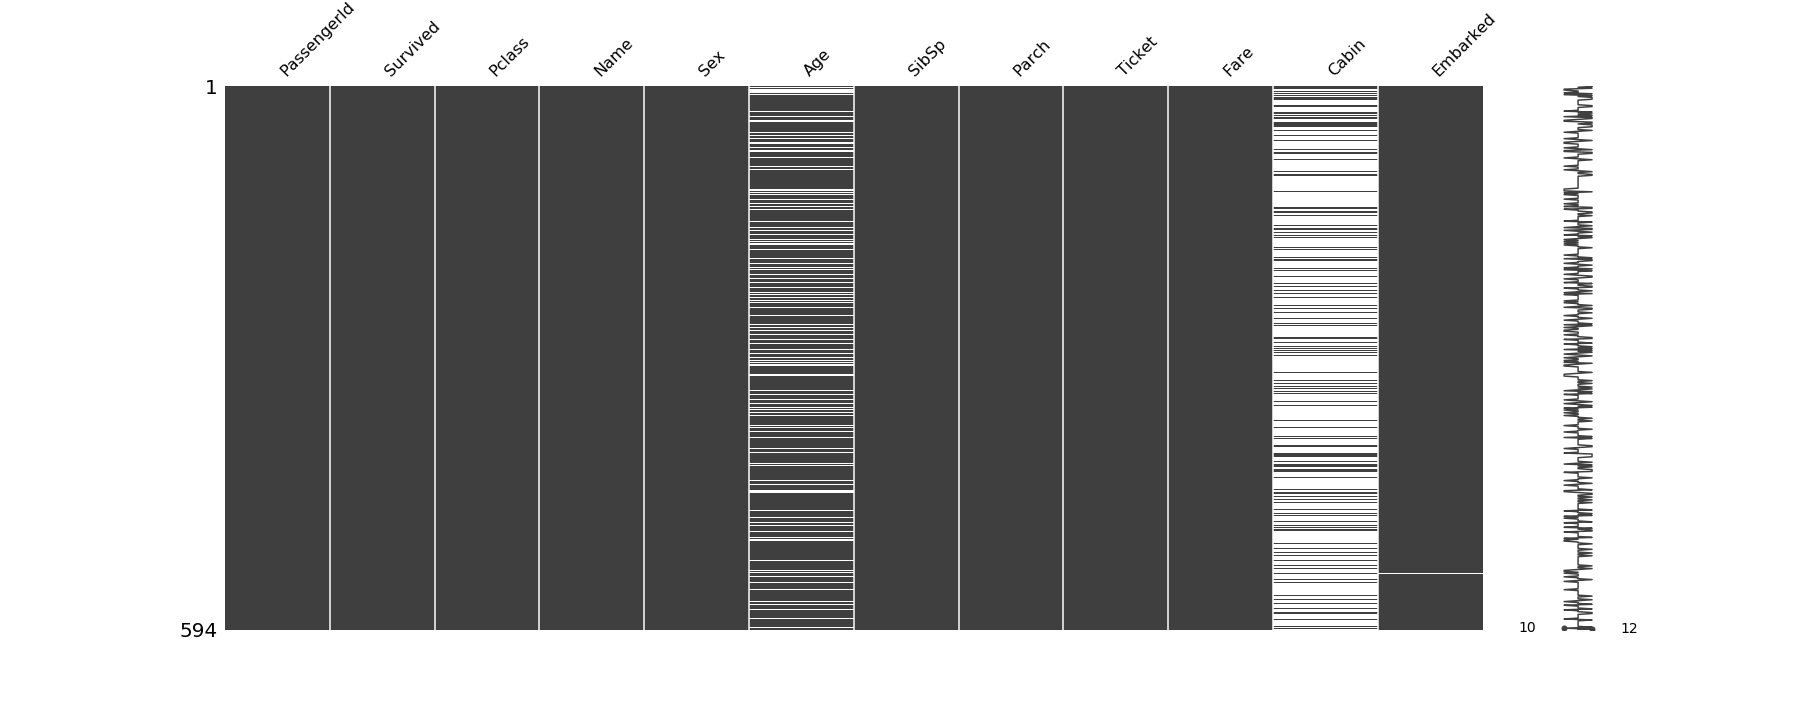 PassengerId
Survived
Pclass
Name
Sex
Age
SibSp
Parch
Ticket
Fare
Cabin
Embarked
1
594
10
12